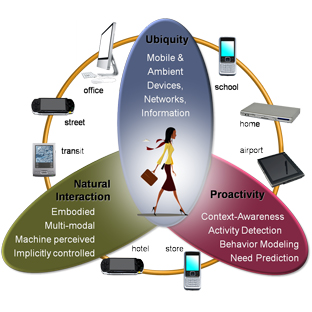 Ubiquity
Mobile &
Ambient
Devices,
Networks,
Information
office
school
street
home
transit
airport
Natural
Interaction
Embodied
Multi-modal
Machine perceived
Implicitly controlled
Proactivity
Context-Awareness
Activity Detection
Behavior Modeling
Need Prediction
hotel
store